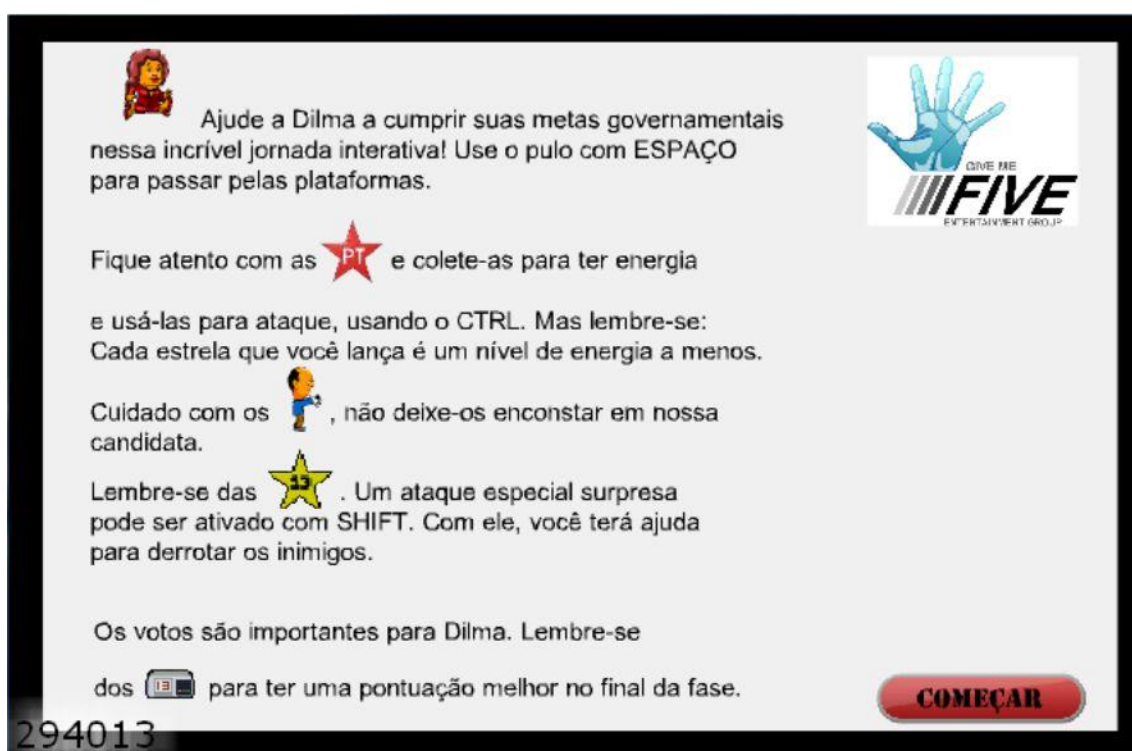 Ajude a Dilma a cumprir suas metas governamentais
nessa incrível jornada interativa! Use o pulo com ESPAÇO
para passar pelas plataformas.
GIVE ME
FIVE
ENTERTAINMENT GROUP
Fique atento com as PT e colete-as para ter energia
e usá-las para ataque, usando o CTRL. Mas lembre-se:
Cada estrela que você lança é um nível de energia a menos.
Cuidado com os , não deixe-os enconstar em nossa
candidata.
Lembre-se das 13 . Um ataque especial surpresa
pode ser ativado com SHIFT. Com ele, você terá ajuda
para derrotar os inimigos.
Os votos são importantes para Dilma. Lembre-se
dos 13 para ter uma pontuação melhor no final da fase.
COMEÇAR
294013